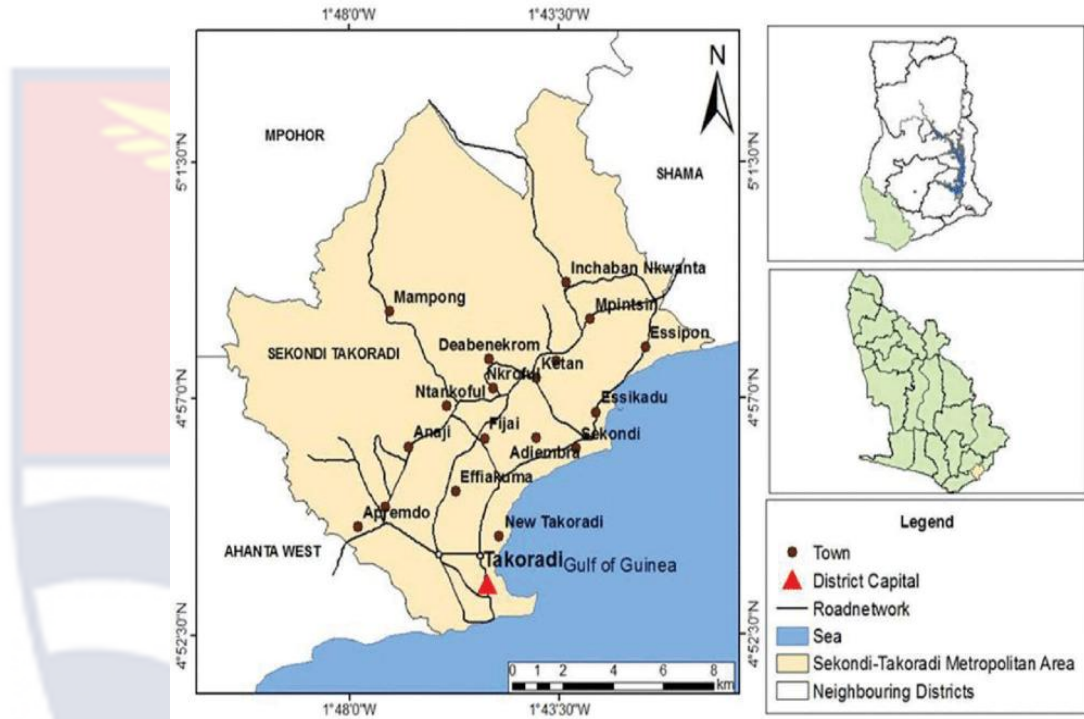 1°48'0"W
1°43'30"W
N
MPOHOR
5°1'30"N
5°1'30"N
SHAMA
Inchaban Nkwanta
Mampong
Mpintsin
Essipon
Deabenekrom
SEKONDI TAKORADI
Ketan
Nkroful
Ntankoful
4°57'0"N
4°57'0"N
Essikadu
Fijai
Anaji
Sekondi
Adiembra
Effiakuma
Apremdo
New Takoradi
AHANTA WEST
Takoradi
Gulf of Guinea
4°52'30"N
4°52'30"N
0 1 2 4 6 8
km
1°48'0"W
1°43'30"W
Legend
Town
District Capital
Roadnetwork
Sea
Sekondi-Takoradi Metropolitan Area
Neighbouring Districts